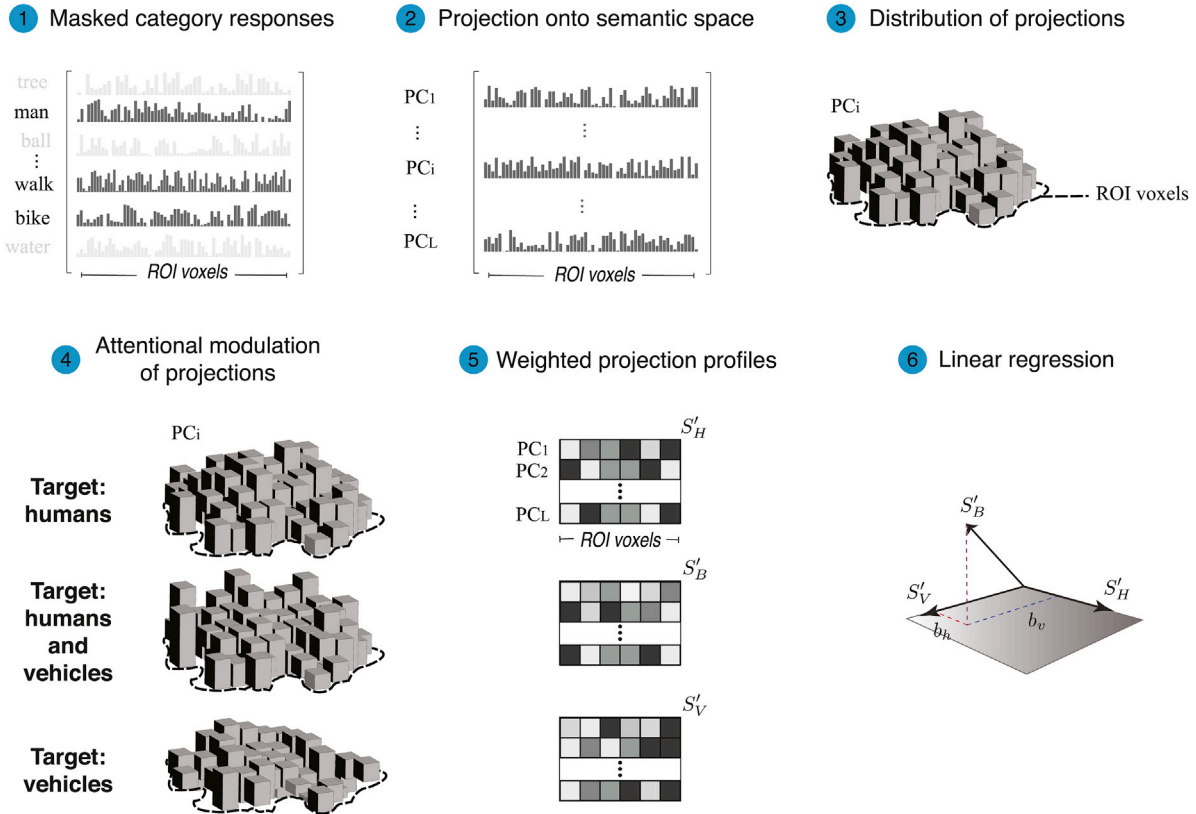 1 Masked category responses
tree
man
ball
⋮
walk
bike
water
ROI voxels
2 Projection onto semantic space
PC1
...
PCi
...
PCL
ROI voxels
3 Distribution of projections
PCi
ROI voxels
4 Attentional modulation
of projections
PCi
Target:
humans
Target:
humans
and
vehicles
Target:
vehicles
5 Weighted projection profiles
S′H
PC1
PC2
PCL
ROI voxels
S′B
S′V
6 Linear regression
S′B
S′V
S′H
bh
bv